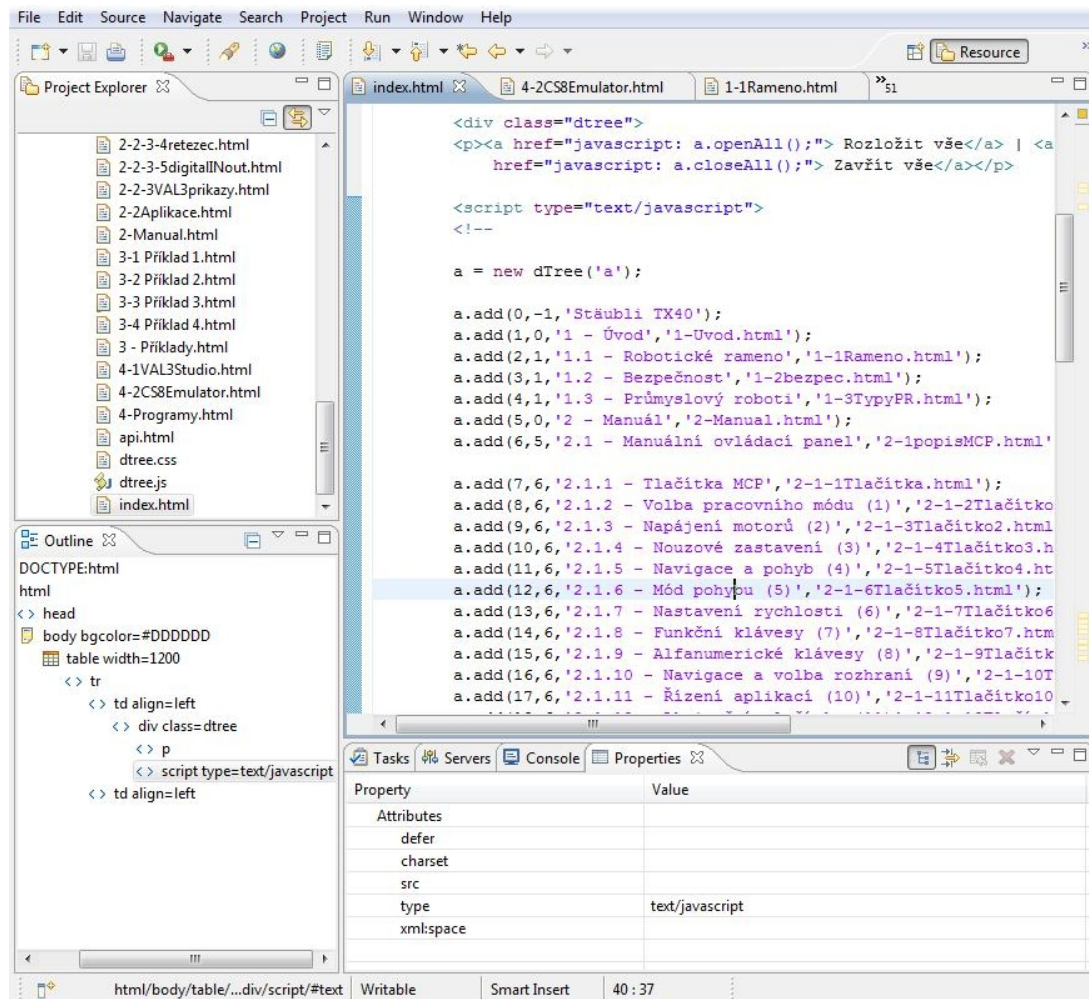 File Edit Source Navigate Search Project Run Window Help
Resource
Project Explorer
2-2-3-4retezec.html
2-2-3-5digitalINout.html
2-2-3VAL3prikazy.html
2-2Aplikace.html
2-Manual.html
3-1 Příklad 1.html
3-2 Příklad 2.html
3-3 Příklad 3.html
3-4 Příklad 4.html
3 - Příklady.html
4-1VAL3Studio.html
4-2CS8Emulator.html
4-Programy.html
api.html
dtree.css
dtree.js
index.html
Outline
DOCTYPE:html
html
head
body bgcolor=#DDDDDD
table width=1200
tr
td align=left
div class=dtree
p
script type=text/javascript
td align=left
index.html 4-2CS8Emulator.html 1-1Rameno.html »51
<div class="dtree">
<p><a href="javascript: a.openAll();"> Rozložit vše</a> | <a
href="javascript: a.closeAll();"> Zavřít vše</a></p>
<script type="text/javascript">
<!--
a = new dTree('a');
a.add(0,-1,'Stäubli TX40');
a.add(1,0,'1 - Úvod','1-Uvod.html');
a.add(2,1,'1.1 - Robotické rameno','1-1Rameno.html');
a.add(3,1,'1.2 - Bezpečnost','1-2bezpec.html');
a.add(4,1,'1.3 - Průmyslový roboti','1-3TypyPR.html');
a.add(5,0,'2 - Manuál','2-Manual.html');
a.add(6,5,'2.1 - Manuální ovládací panel','2-1popisMCP.html'
a.add(7,6,'2.1.1 - Tlačítka MCP','2-1-1Tlačítka.html');
a.add(8,6,'2.1.2 - Volba pracovního módu (1)','2-1-2Tlačítko
a.add(9,6,'2.1.3 - Napájení motorů (2)','2-1-3Tlačítko2.html
a.add(10,6,'2.1.4 - Nouzové zastavení (3)','2-1-4Tlačítko3.h
a.add(11,6,'2.1.5 - Navigace a pohyb (4)','2-1-5Tlačítko4.ht
a.add(12,6,'2.1.6 - Mód pohybu (5)','2-1-6Tlačítko5.html');
a.add(13,6,'2.1.7 - Nastavení rychlosti (6)','2-1-7Tlačítko6
a.add(14,6,'2.1.8 - Funkční klávesy (7)','2-1-8Tlačítko7.htm
a.add(15,6,'2.1.9 - Alfanumerické klávesy (8)','2-1-9Tlačítk
a.add(16,6,'2.1.10 - Navigace a volba rozhraní (9)','2-1-10T
a.add(17,6,'2.1.11 - Řízení aplikací (10)','2-1-11Tlačítko10
Tasks Servers Console Properties
Property Value
Attributes
defer
charset
src
type text/javascript
xml:space
html/body/table/...div/script/#text Writable Smart Insert 40 : 37